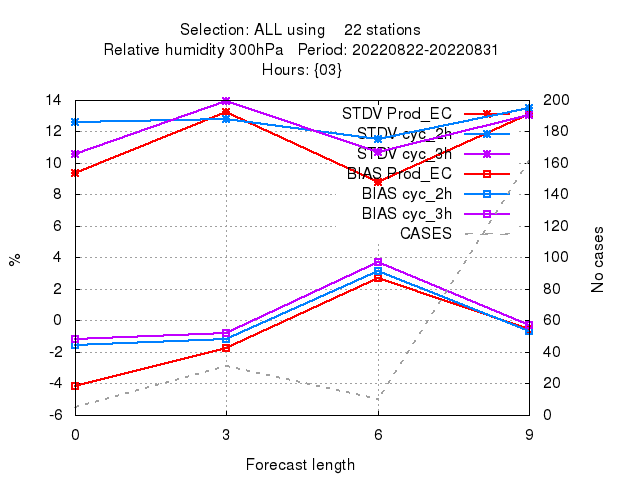 Selection: ALL using    22 stations
Relative humidity 300hPa   Period: 20220822-20220831
Hours: {03}
14
12
10
8
6
4
2
0
-2
-4
-6
%
STDV Prod_EC
STDV cyc_2h
STDV cyc_3h
BIAS Prod_EC
BIAS cyc_2h
BIAS cyc_3h
CASES
200
180
160
140
120
100
80
60
40
20
0
No cases
0 3 6 9
Forecast length